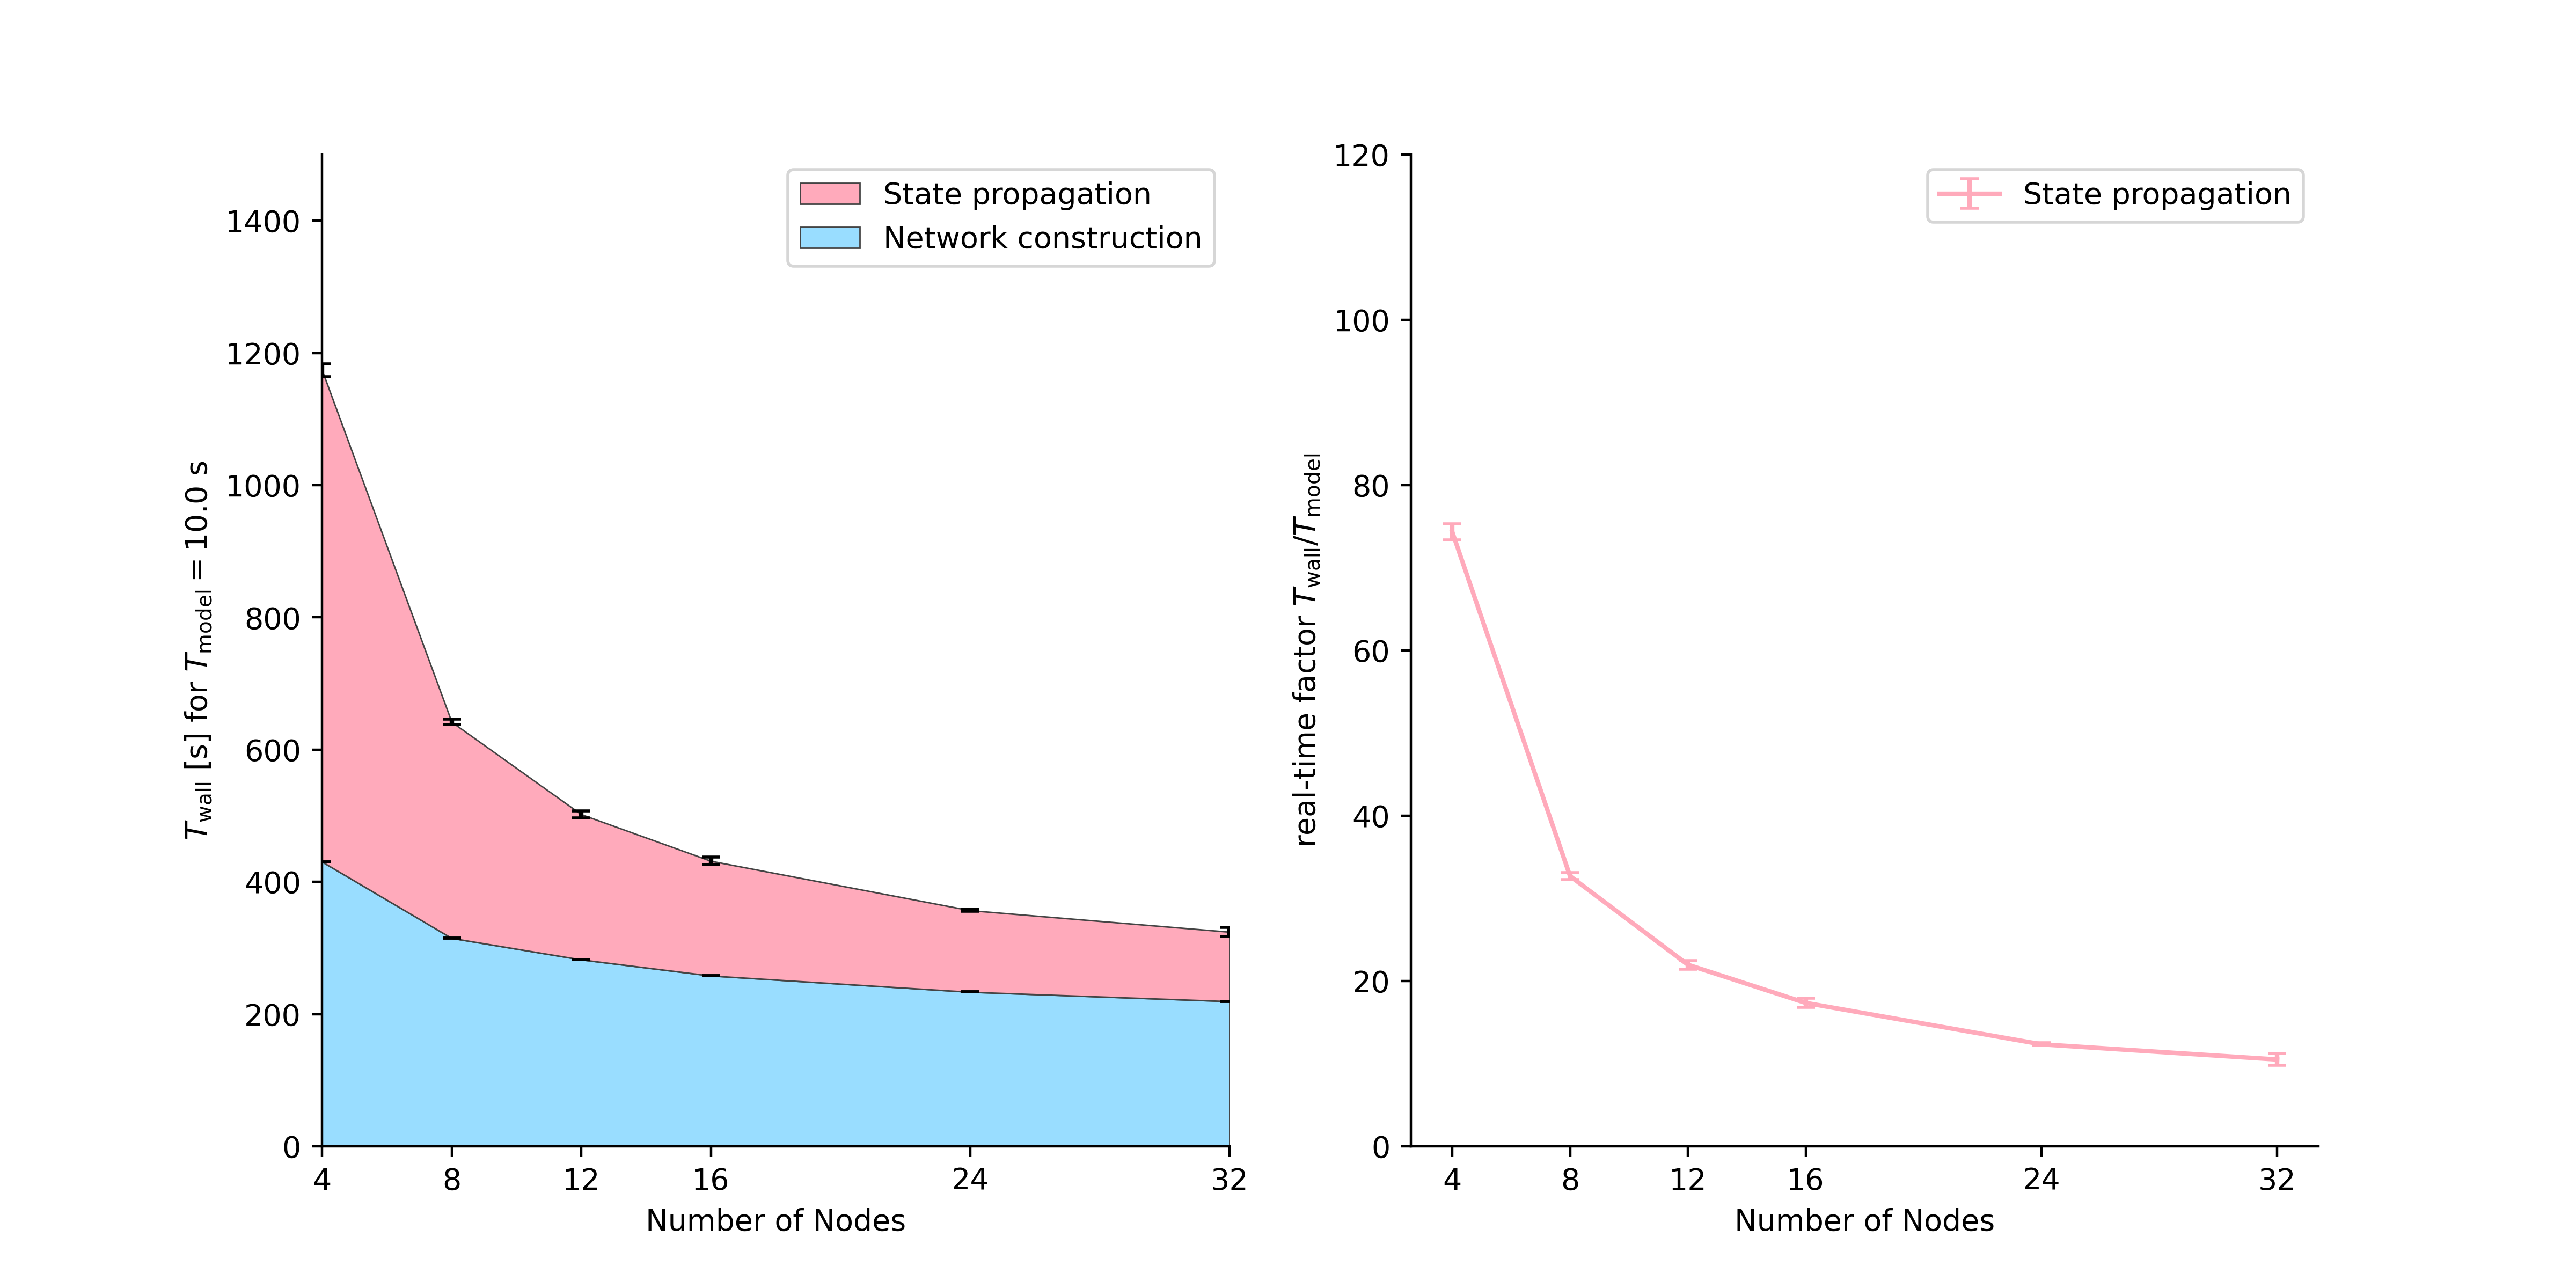 State propagation
Network construction
1400
1200
1000
800
600
400
200
0
4 8 12 16 24 32
Number of Nodes
T_wall [s] for T_model = 10.0 s
State propagation
120
100
80
60
40
20
0
4 8 12 16 24 32
Number of Nodes
real-time factor T_wall/T_model